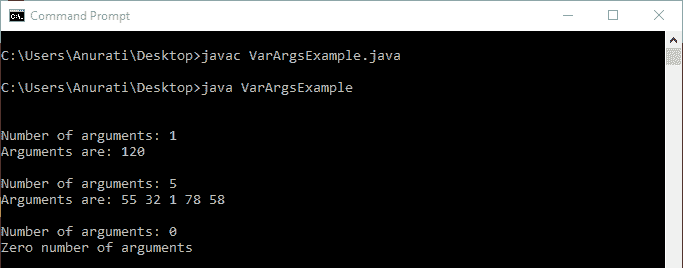 Command Prompt
C:\Users\Anurati\Desktop>javac VarArgsExample.java
C:\Users\Anurati\Desktop>java VarArgsExample
Number of arguments: 1
Arguments are: 120
Number of arguments: 5
Arguments are: 55 32 1 78 58
Number of arguments: 0
Zero number of arguments